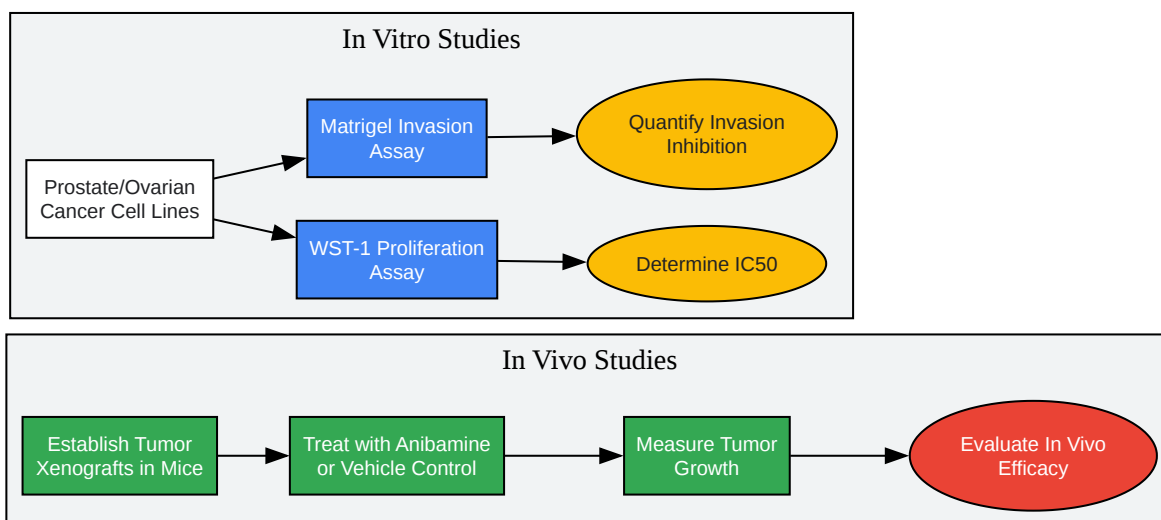 In Vitro Studies
Prostate/Ovarian
Cancer Cell Lines
Matrigel Invasion
Assay
Quantify Invasion
Inhibition
WST-1 Proliferation
Assay
Determine IC50
In Vivo Studies
Establish Tumor
Xenografts in Mice
Treat with Anibamine
or Vehicle Control
Measure Tumor
Growth
Evaluate In Vivo
Efficacy